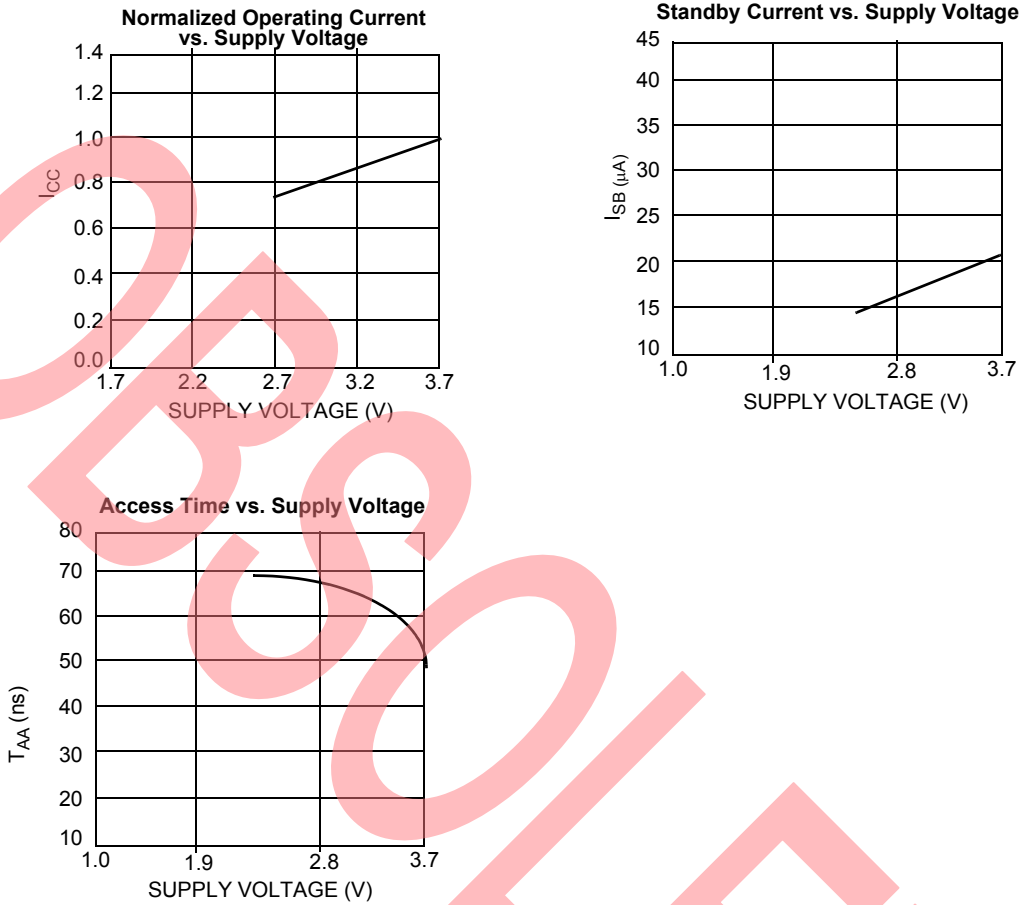 Normalized Operating Current
vs. Supply Voltage
1.4
1.2
1.0
0.8
0.6
0.4
0.2
0.0
ICC
1.7 2.2 2.7 3.2 3.7
SUPPLY VOLTAGE (V)
Standby Current vs. Supply Voltage
45
40
35
30
25
20
15
10
ISB (µA)
1.0 1.9 2.8 3.7
SUPPLY VOLTAGE (V)
Access Time vs. Supply Voltage
80
70
60
50
40
30
20
10
TAA (ns)
1.0 1.9 2.8 3.7
SUPPLY VOLTAGE (V)
OBSOLE